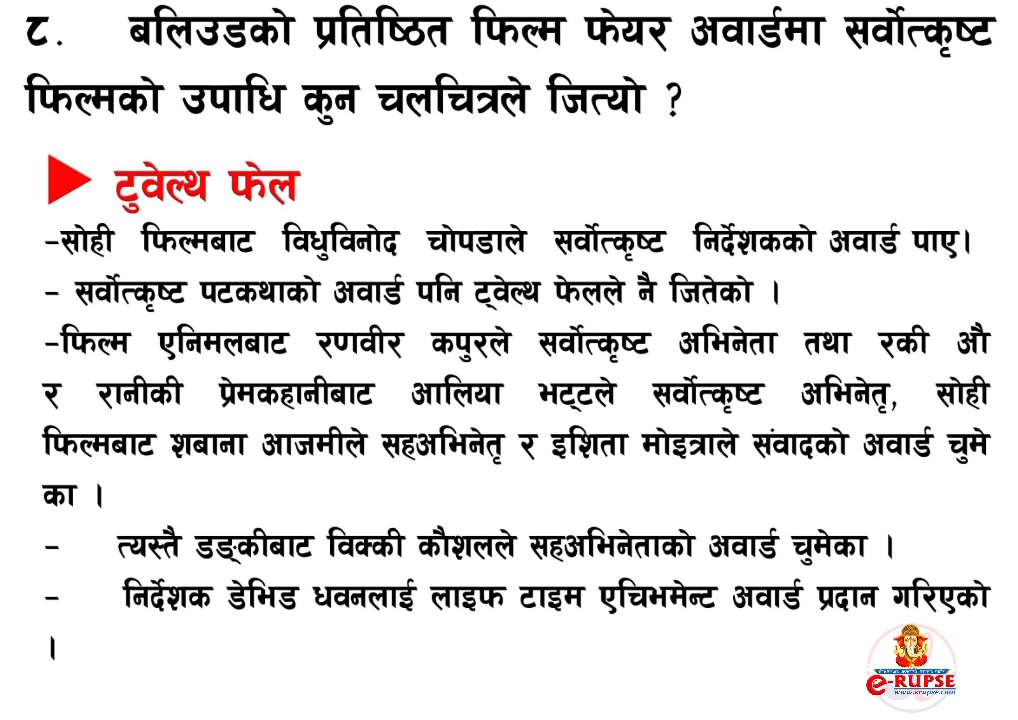 ८. बलिउडको प्रतिष्ठित फिल्म फेयर अवार्डमा सर्वोत्कृष्ट
फिल्मको उपाधि कुन चलचित्रले जित्यो ?
टुवेल्थ फेल
-सोही फिल्मबाट विधुविनोद चोपडाले सर्वोत्कृष्ट निर्देशकको अवार्ड पाए।
- सर्वोत्कृष्ट पटकथाको अवार्ड पनि ट्वेल्थ फेलले नै जितेको ।
-फिल्म एनिमलबाट रणवीर कपुरले सर्वोत्कृष्ट अभिनेता तथा रकी औ
र रानीकी प्रेमकहानीबाट आलिया भट्टले सर्वोत्कृष्ट अभिनेतृ, सोही
फिल्मबाट शबाना आजमीले सहअभिनेतृ र इशिता मोइत्राले संवादको अवार्ड चुमे
का ।
- त्यस्तै डङ्कीबाट विक्की कौशलले सहअभिनेताको अवार्ड चुमेका ।
- निर्देशक डेभिड धवनलाई लाइफ टाइम एचिभमेन्ट अवार्ड प्रदान गरिएको
।
e-RUPSE
www.erupse.com